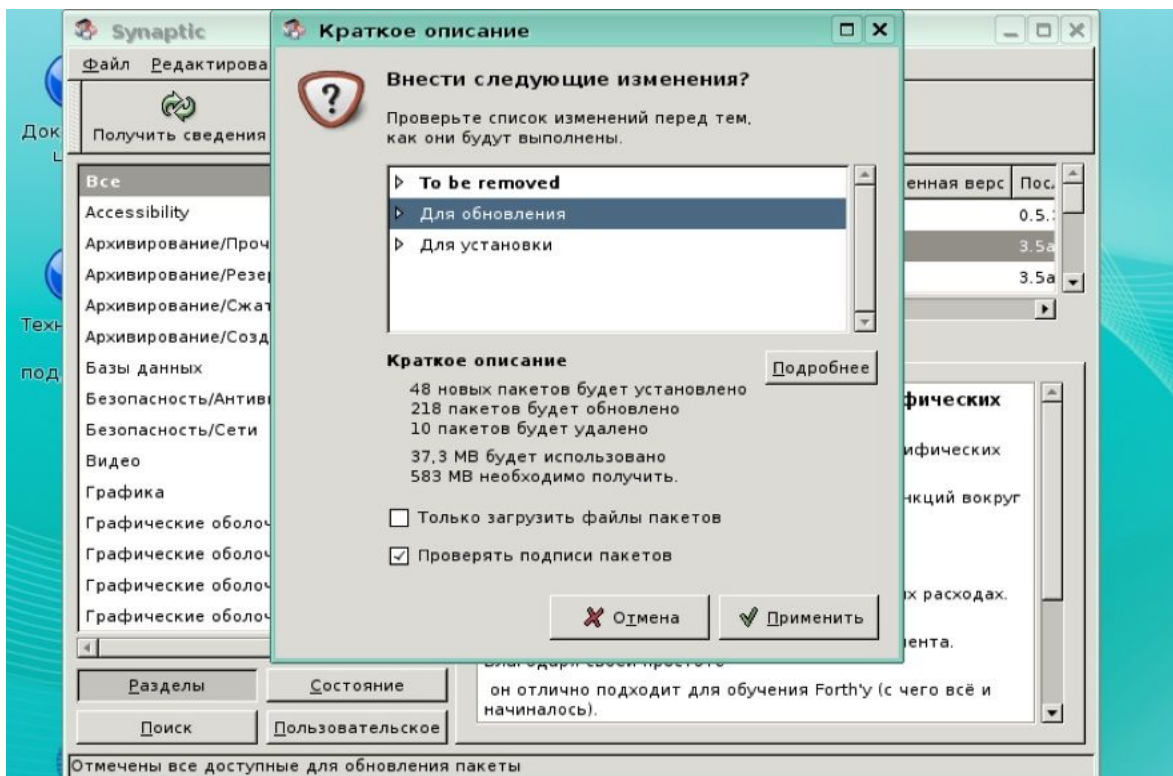 Synaptic
Краткое описание
Файл Редактирова
Внести следующие изменения?
Проверьте список изменений перед тем,
как они будут выполнены.
Док
Получить сведения
Все
Accessibility
Архивирование/Проч
Архивирование/Резе
Архивирование/Сжат
Архивирование/Созд
Базы данных
Безопасность/Антив
Безопасность/Сети
Видео
Графика
Графические оболоч
Графические оболоч
Графические оболоч
Графические оболоч
Техн
под
To be removed
Для обновления
Для установки
енная верс Пос
0.5.
3.5a
3.5a
Краткое описание
Подробнее
48 новых пакетов будет установлено
218 пакетов будет обновлено
10 пакетов будет удалено
37,3 MB будет использовано
583 MB необходимо получить.
Только загрузить файлы пакетов
Проверять подписи пакетов
Отмена Применить
фических
ифических
нкций вокруг
х расходах.
мента.
Благодаря своей простоте
он отлично подходит для обучения Forth'у (с чего всё и
начиналось).
Разделы Состояние
Поиск Пользовательское
Отмечены все доступные для обновления пакеты